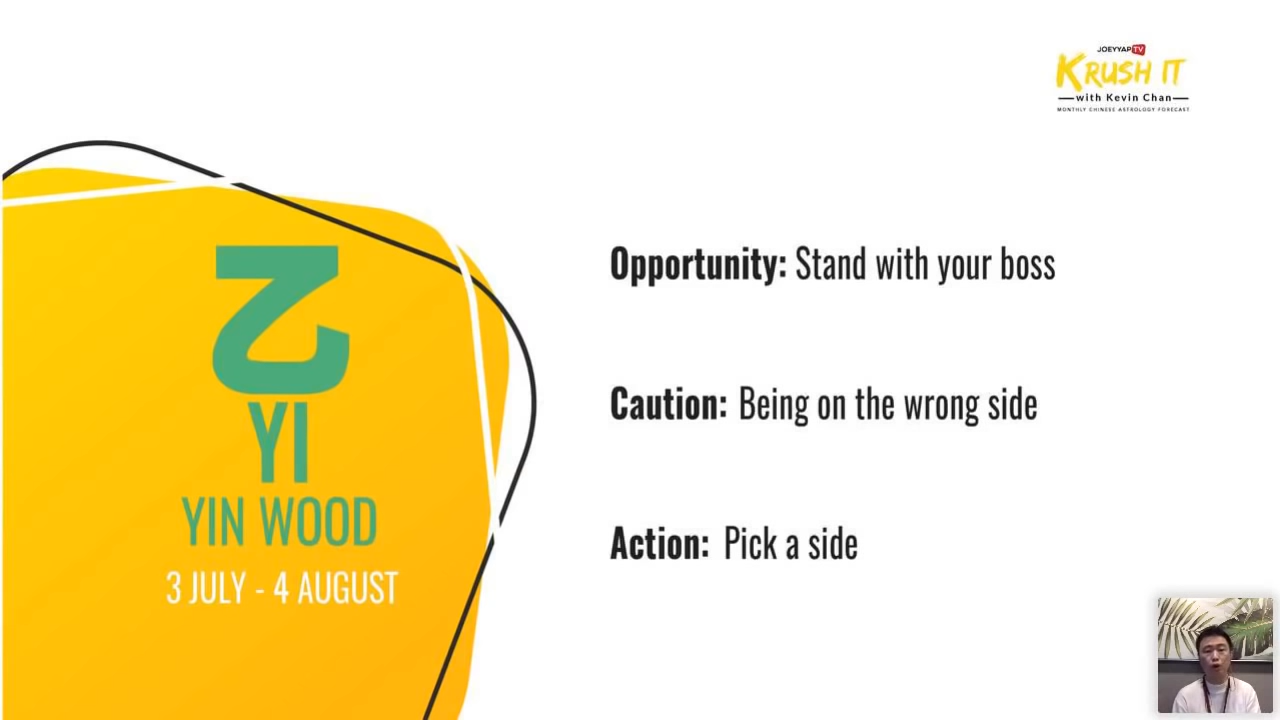 JOEYYAP TV
KRUSH IT
with Kevin Chan
MONTHLY CHINESE ASTROLOGY FORECAST
乙
YI
YIN WOOD
3 JULY - 4 AUGUST
Opportunity: Stand with your boss
Caution: Being on the wrong side
Action: Pick a side